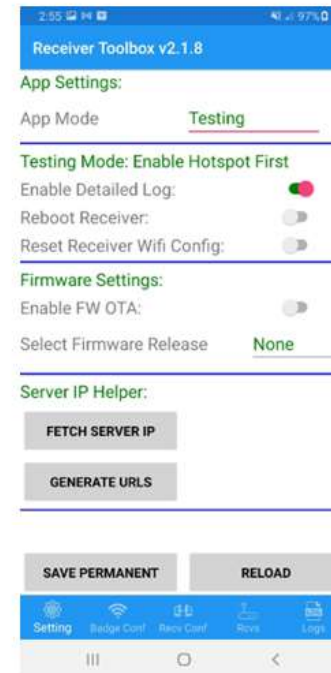 2:55 97%
Receiver Toolbox v2.1.8
App Settings:
App Mode Testing
Testing Mode: Enable Hotspot First
Enable Detailed Log:
Reboot Receiver:
Reset Receiver Wifi Config:
Firmware Settings:
Enable FW OTA:
Select Firmware Release None
Server IP Helper:
FETCH SERVER IP
GENERATE URLS
SAVE PERMANENT RELOAD
Setting Badge Conf Recv Conf Rcvs Logs